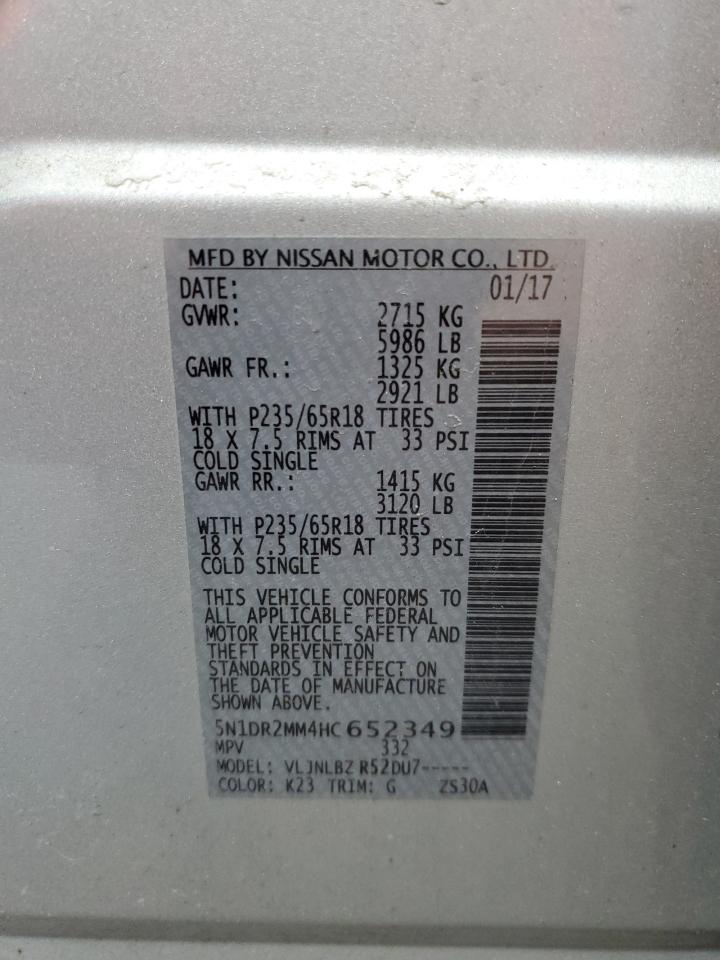 MFD BY NISSAN MOTOR CO., LTD.
DATE: 01/17
GVWR: 2715 KG
5986 LB
GAWR FR.: 1325 KG
2921 LB
WITH P235/65R18 TIRES
18 X 7.5 RIMS AT 33 PSI
COLD SINGLE
GAWR RR.: 1415 KG
3120 LB
WITH P235/65R18 TIRES
18 X 7.5 RIMS AT 33 PSI
COLD SINGLE
THIS VEHICLE CONFORMS TO
ALL APPLICABLE FEDERAL
MOTOR VEHICLE SAFETY AND
THEFT PREVENTION
STANDARDS IN EFFECT ON
THE DATE OF MANUFACTURE
SHOWN ABOVE.
5N1DR2MM4HC652349
MPV 332
MODEL: VLJNLBZ R52DU7-----
COLOR: K23 TRIM: G ZS30A